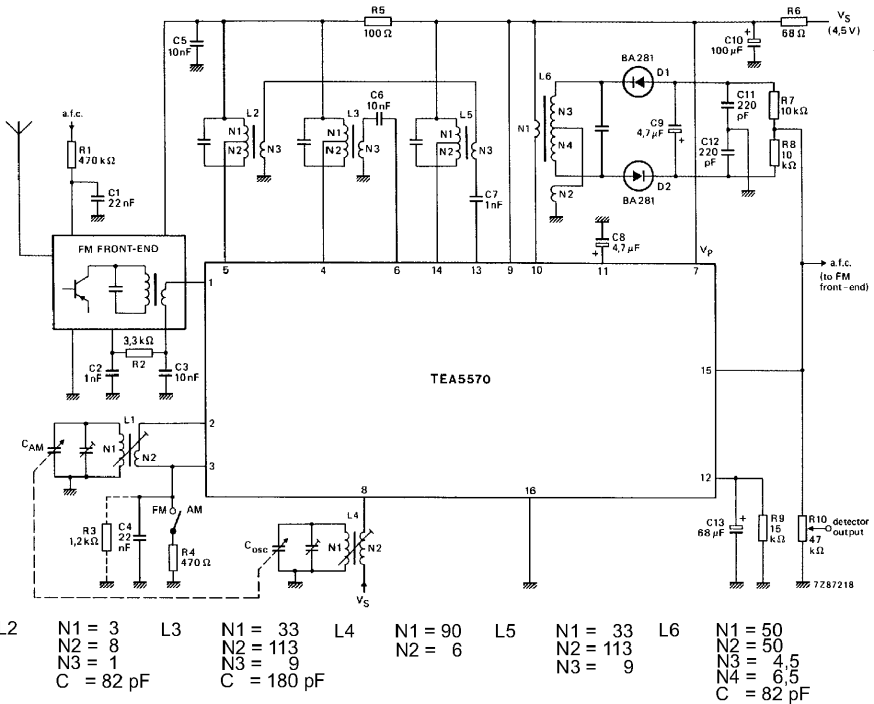 R5
100 Ω
R6
68 Ω
VS
(4,5 V)
C5
10nF
C10
100 µF
+
BA281
D1
L6
C6
10nF
L2
N1
N2
N3
L3
N1
N2
N3
L5
N1
N2
N3
N1
N3
N4
N2
C9
4,7 µF
+
C11
220
pF
C12
220
pF
R7
10 kΩ
R8
10
kΩ
D2
BA281
a.f.c.
R1
470 kΩ
C1
22 nF
C7
1nF
C8
4,7 µF
+
VP
FM FRONT-END
5
4
6
14
13
9
10
11
7
a.f.c.
(to FM
front-end)
1
3,3 kΩ
R2
C2
1nF
C3
10nF
TEA5570
15
L1
CAM
N1
N2
2
3
8
16
12
FM
AM
R3
1,2 kΩ
C4
22
nF
R4
470 Ω
Cosc
L4
N1
N2
VS
C13
68 µF
+
R9
15
kΩ
R10
47
kΩ
detector
output
7Z87218
L2 N1 = 3 L3 N1 = 33 L4 N1 = 90 L5 N1 = 33 L6 N1 = 50
N2 = 8 N2 = 113 N2 = 6 N2 = 113 N2 = 50
N3 = 1 N3 = 9 N3 = 9 N3 = 4,5
C = 82 pF C = 180 pF N4 = 6,5
C = 82 pF